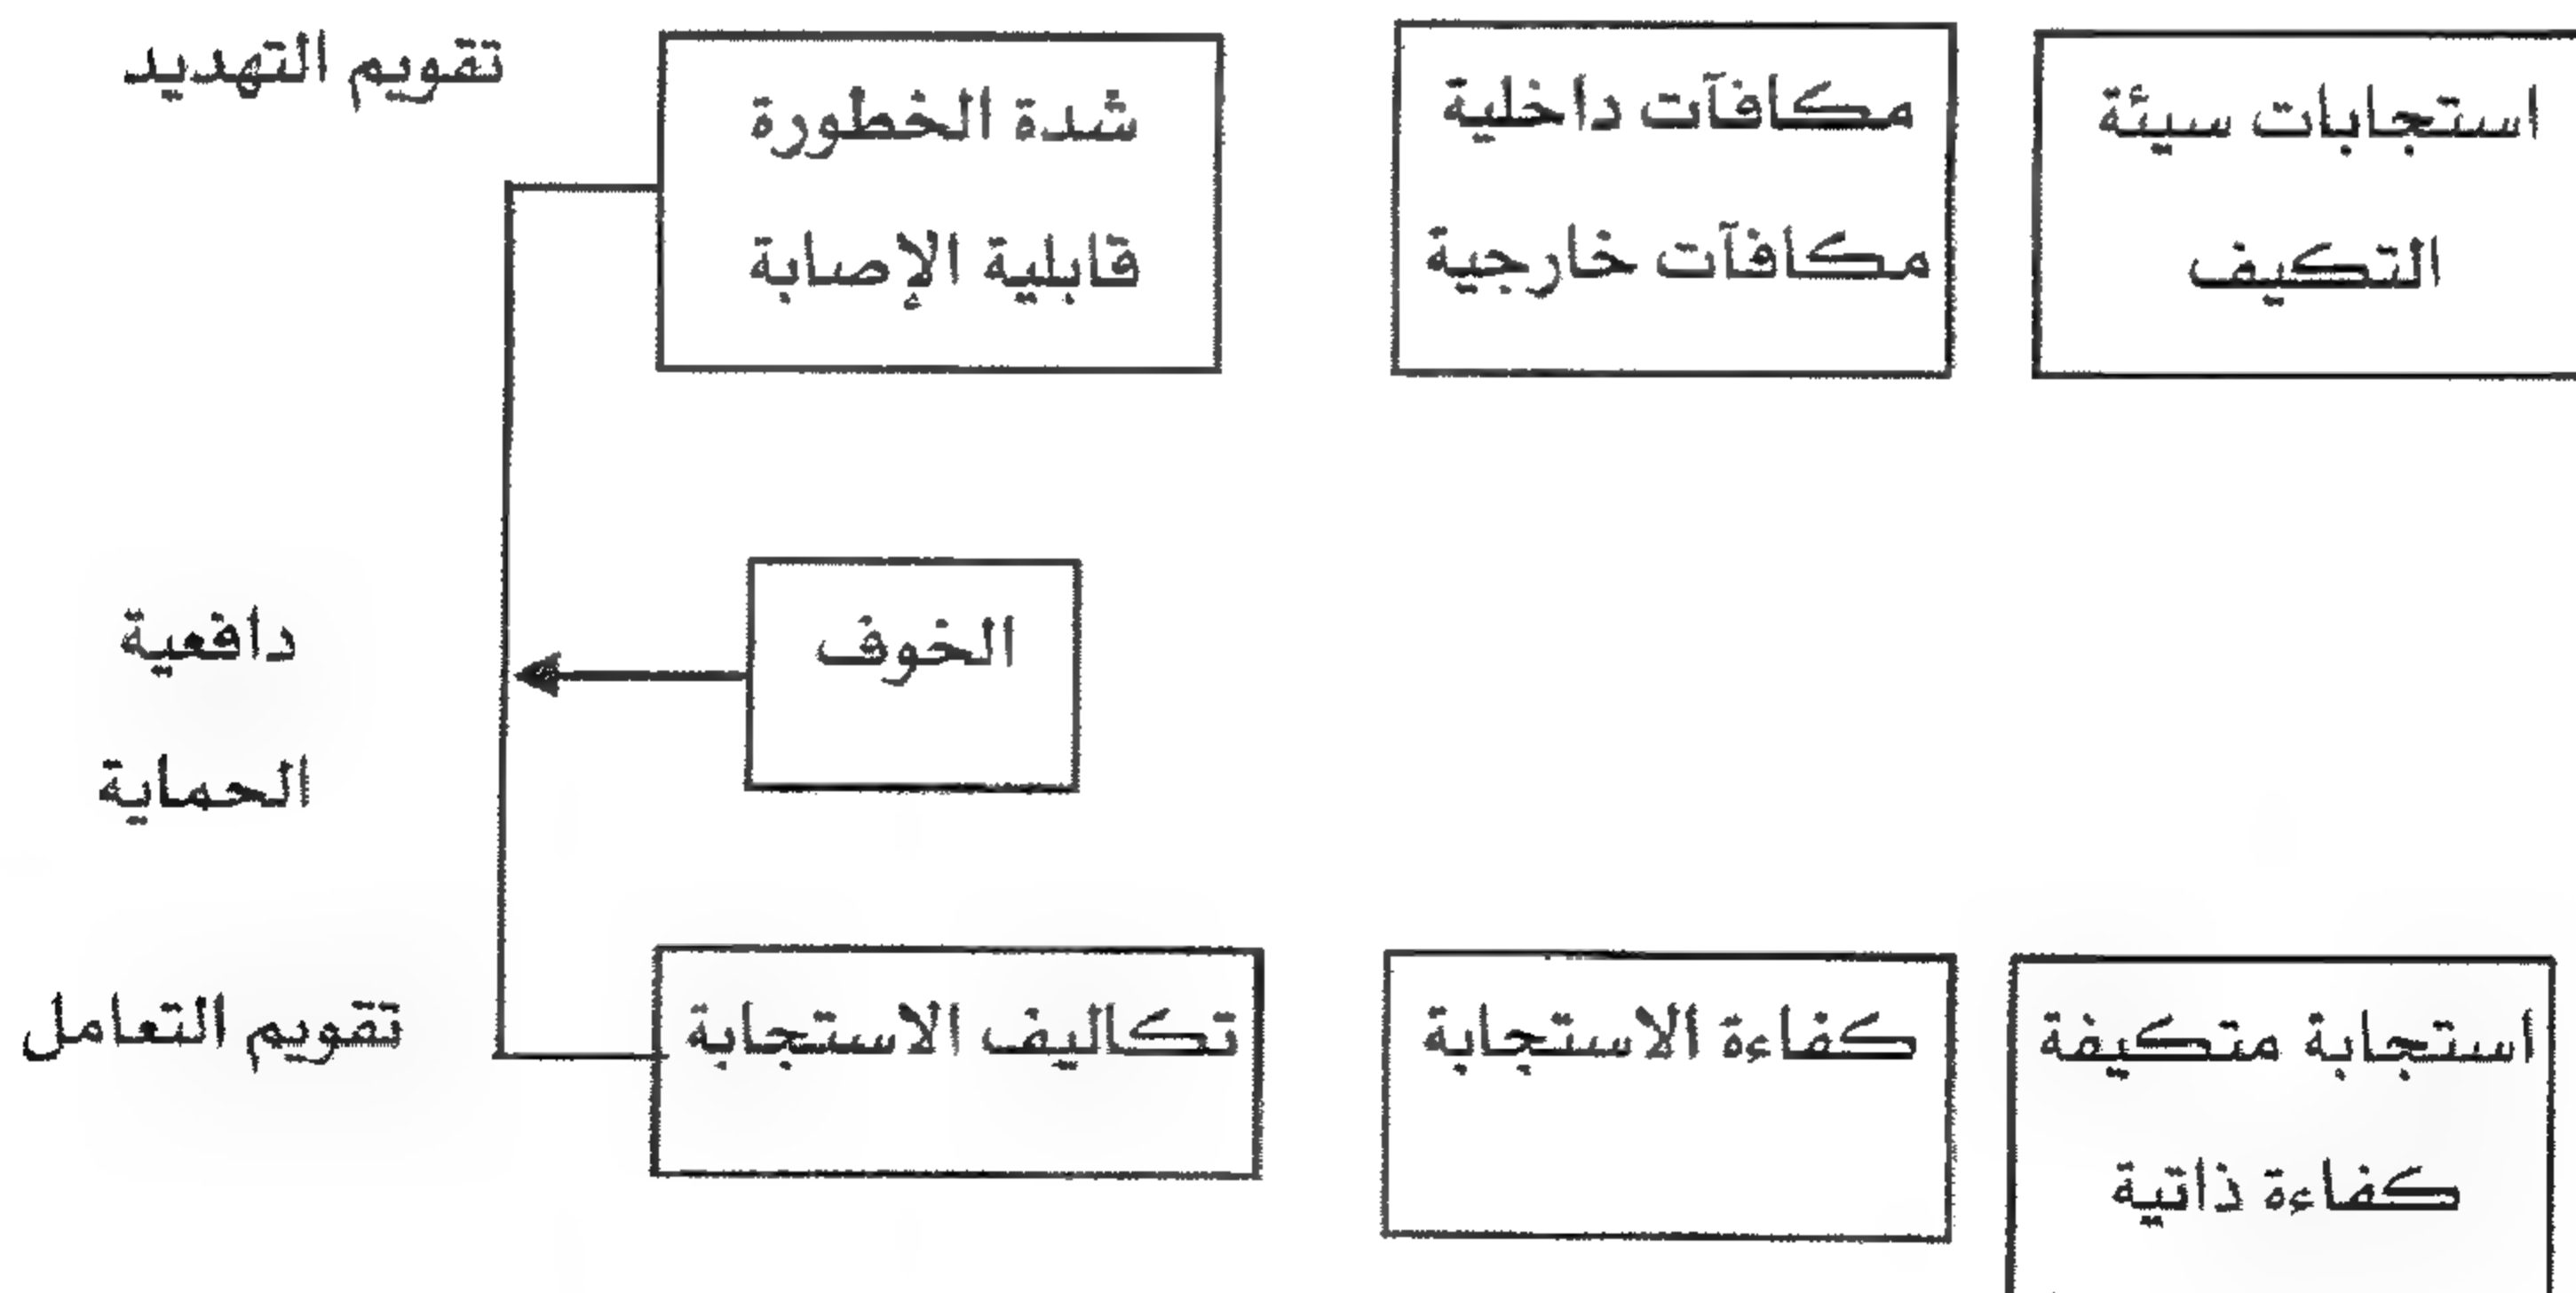 استجابات سيئة
التكيف
مكافآت داخلية
مكافآت خارجية
شدة الخطورة
قابلية الإصابة
تقويم التهديد
الخوف
دافعية
الحماية
استجابة متكيفة
كفاءة ذاتية
كفاءة الاستجابة
تكاليف الاستجابة
تقويم التعامل